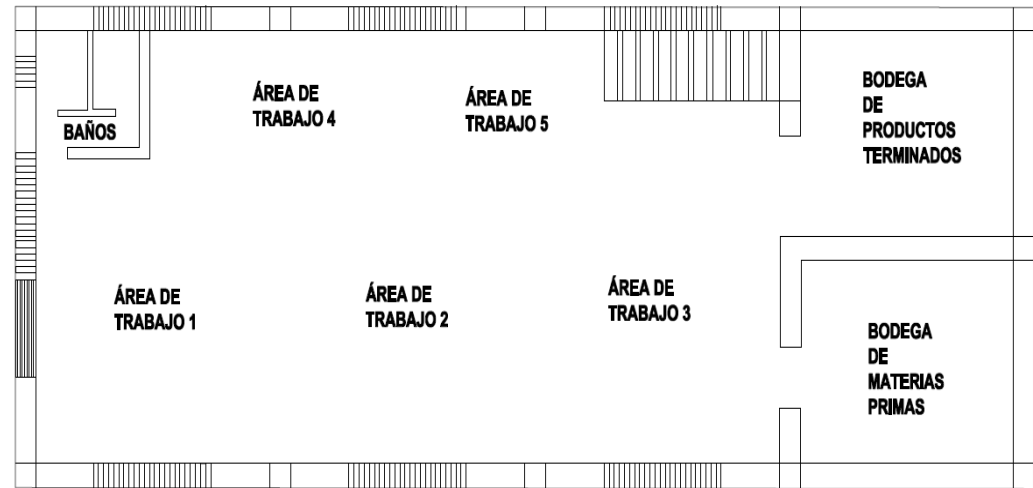 ÁREA DE
TRABAJO 4
ÁREA DE
TRABAJO 5
BODEGA
DE
PRODUCTOS
TERMINADOS
BAÑOS
ÁREA DE
TRABAJO 1
ÁREA DE
TRABAJO 2
ÁREA DE
TRABAJO 3
BODEGA
DE
MATERIAS
PRIMAS